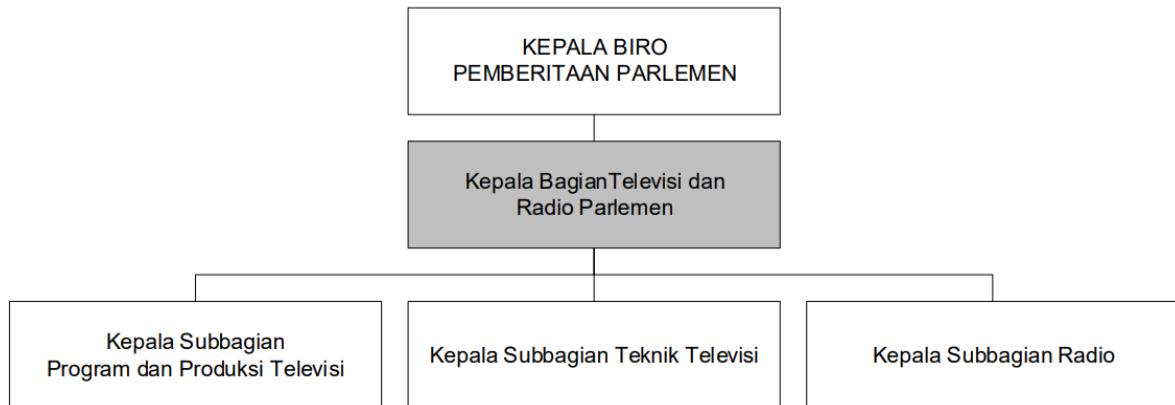 KEPALA BIRO
PEMBERITAAN PARLEMEN
Kepala BagianTelevisi dan
Radio Parlemen
Kepala Subbagian
Program dan Produksi Televisi
Kepala Subbagian Teknik Televisi
Kepala Subbagian Radio